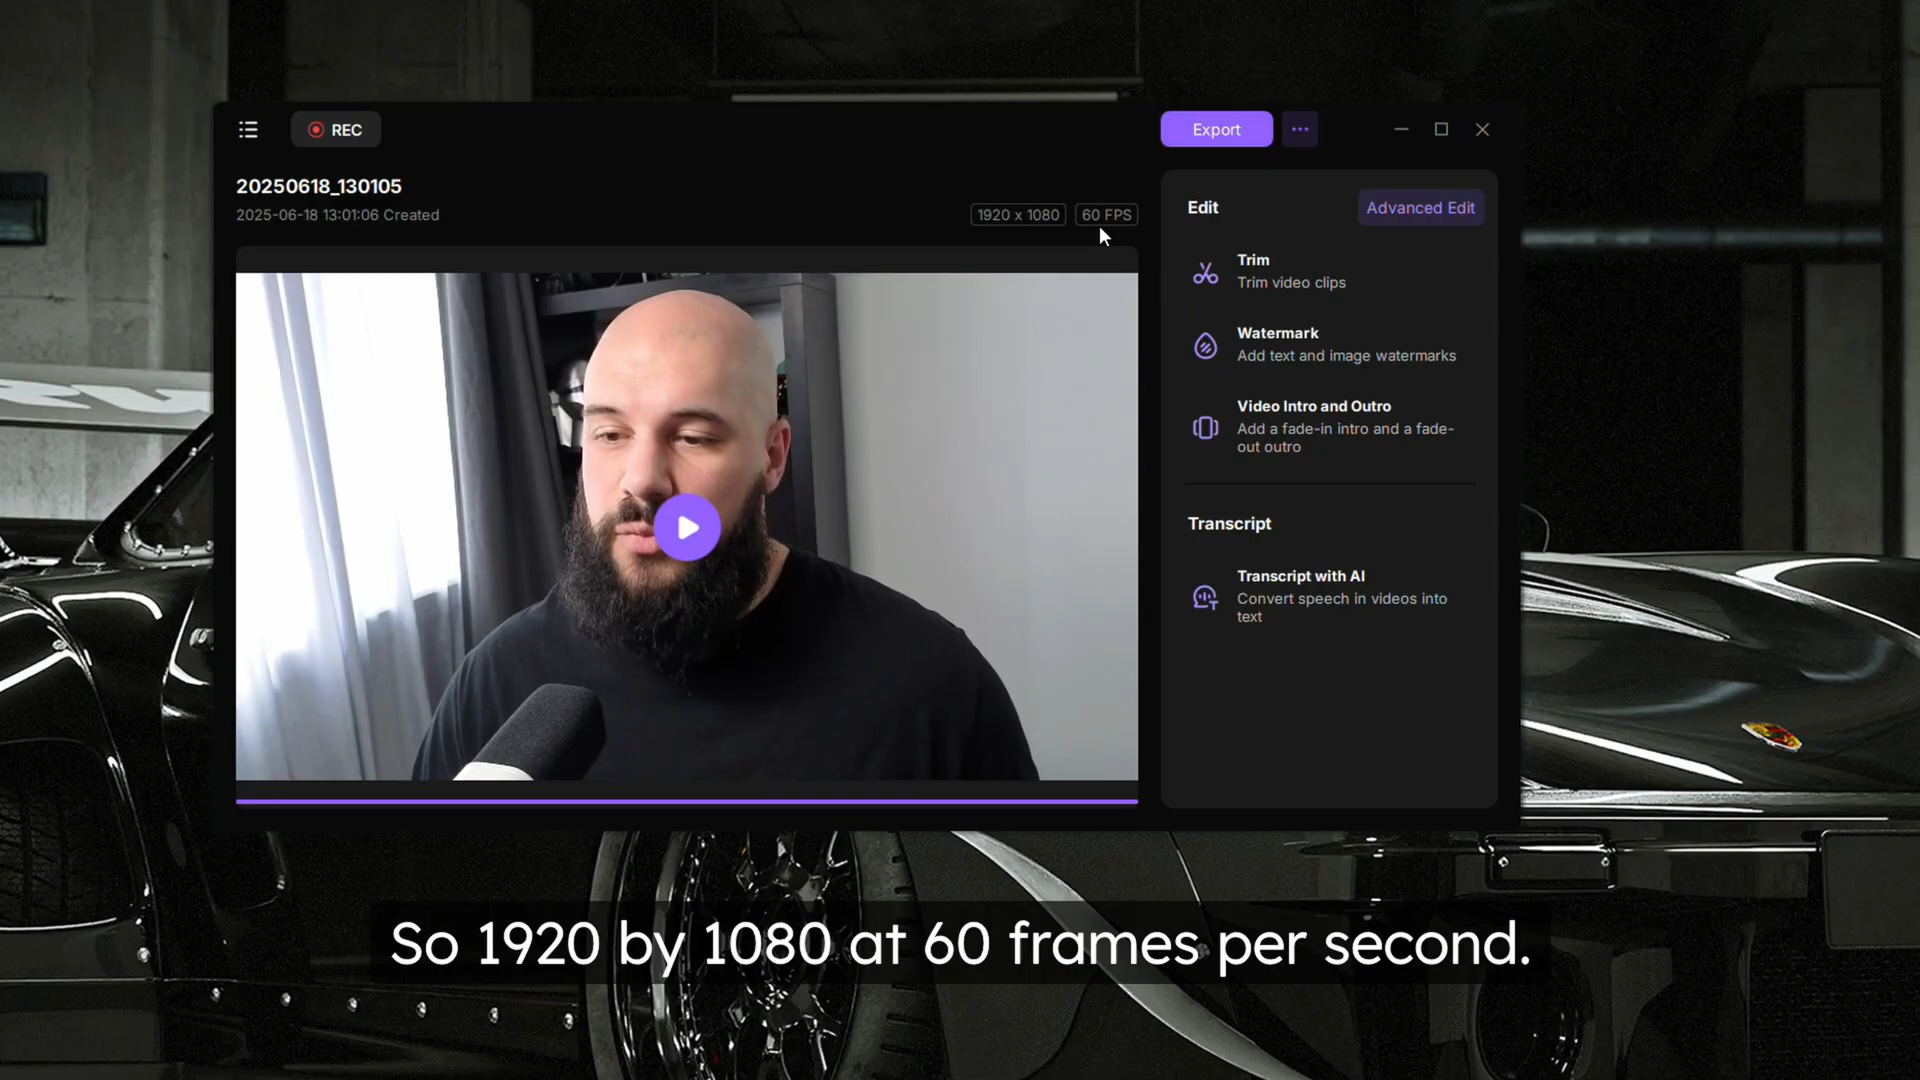 REC
Export
20250618_130105
2025-06-18 13:01:06 Created
1920 x 1080
60 FPS
Edit
Advanced Edit
Trim
Trim video clips
Watermark
Add text and image watermarks
Video Intro and Outro
Add a fade-in intro and a fade-
out outro
Transcript
Transcript with AI
Convert speech in videos into
text
So 1920 by 1080 at 60 frames per second.